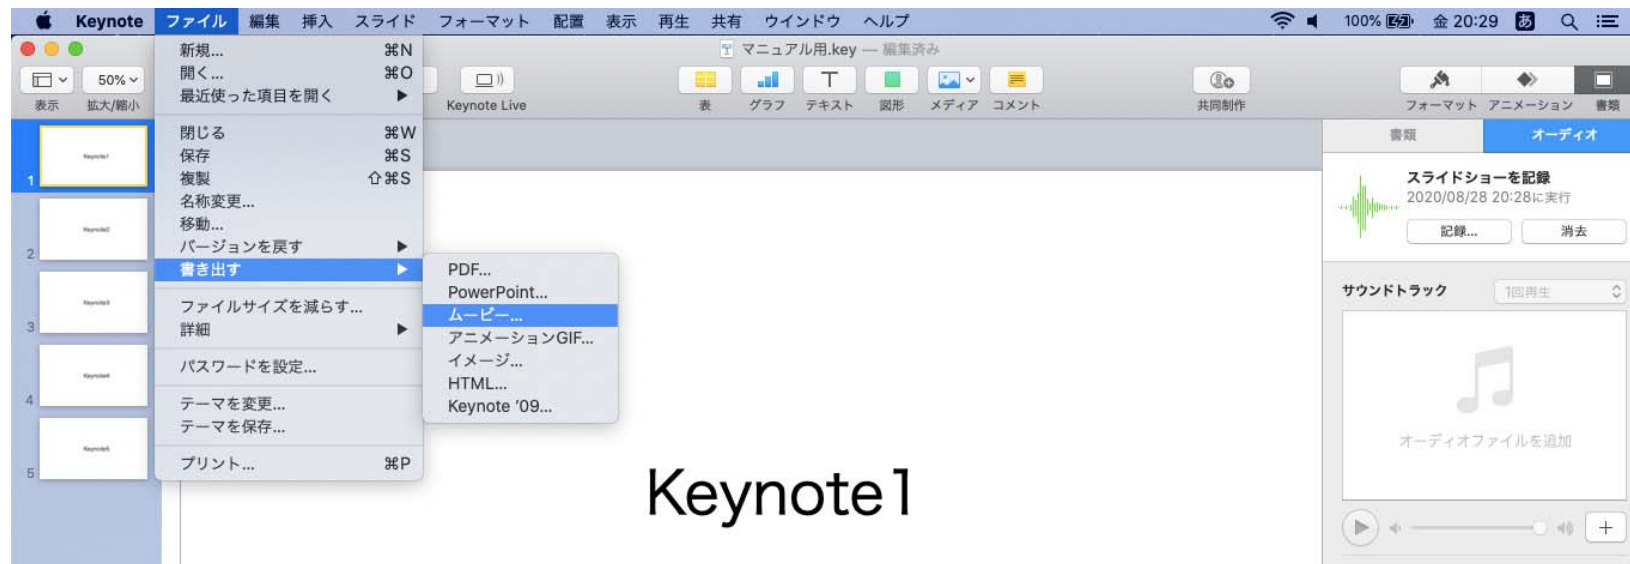 Keynote ファイル 編集 挿入 スライド フォーマット 配置 表示 再生 共有 ウインドウ ヘルプ 100% 金 20:29 あ
マニュアル用.key — 編集済み
50%
表示 拡大/縮小 Keynote Live 表 グラフ テキスト 図形 メディア コメント 共同制作 フォーマット アニメーション 書類
新規... ⌘N
開く... ⌘O
最近使った項目を開く ▶
閉じる ⌘W
保存 ⌘S
複製 ⇧⌘S
名称変更...
移動...
バージョンを戻す ▶
書き出す ▶
ファイルサイズを減らす...
詳細 ▶
パスワードを設定...
テーマを変更...
テーマを保存...
プリント... ⌘P
PDF...
PowerPoint...
ムービー...
アニメーションGIF...
イメージ...
HTML...
Keynote '09...
Keynote1
1
Keynote2
2
Keynote3
3
Keynote4
4
Keynote5
5
Keynote1
書類 オーディオ
スライドショーを記録
2020/08/28 20:28に実行
記録... 消去
サウンドトラック 1回再生
オーディオファイルを追加